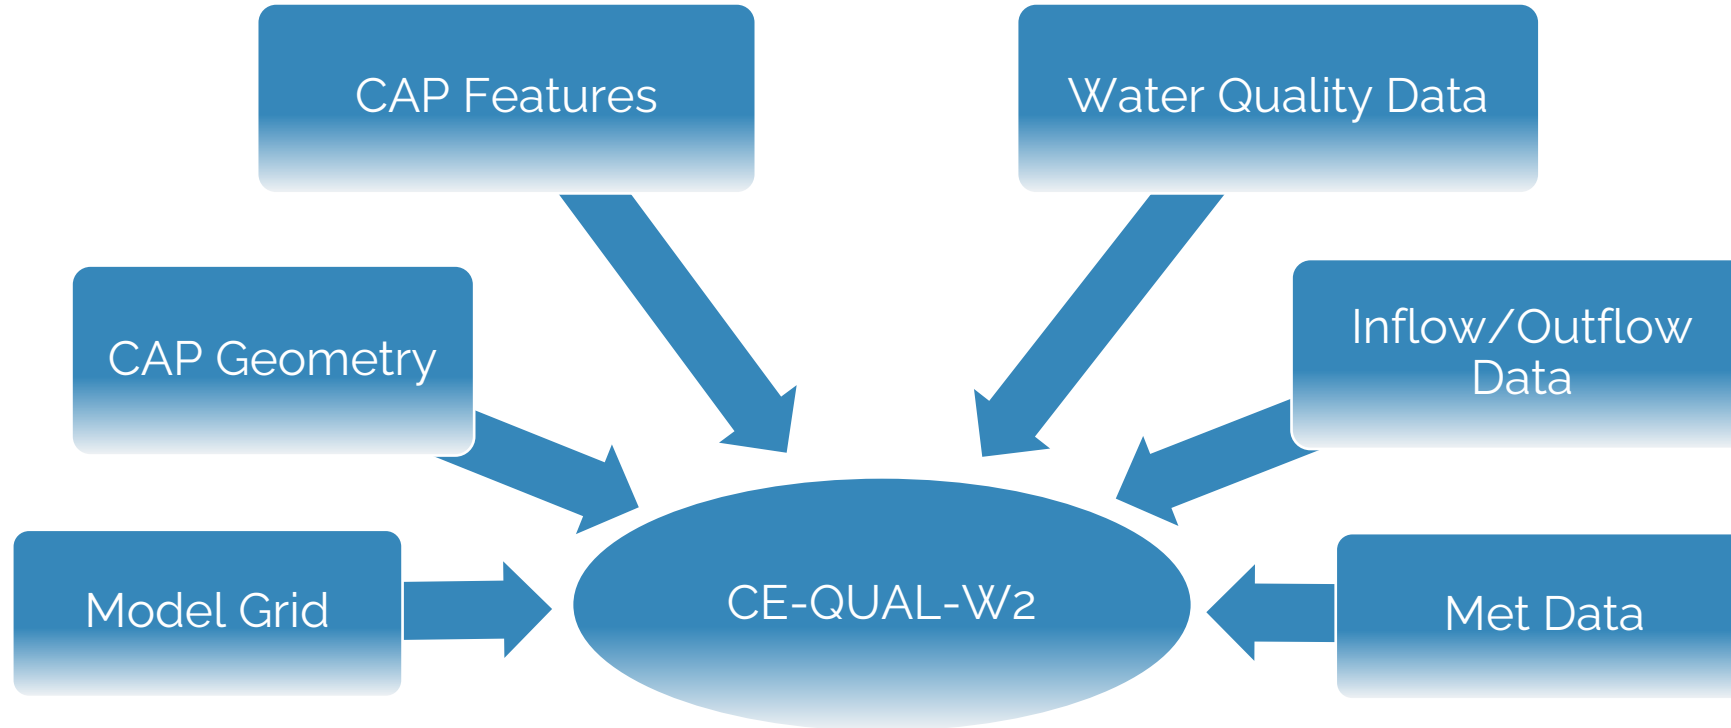 CAP Features
Water Quality Data
CAP Geometry
Inflow/Outflow
Data
Model Grid
CE-QUAL-W2
Met Data